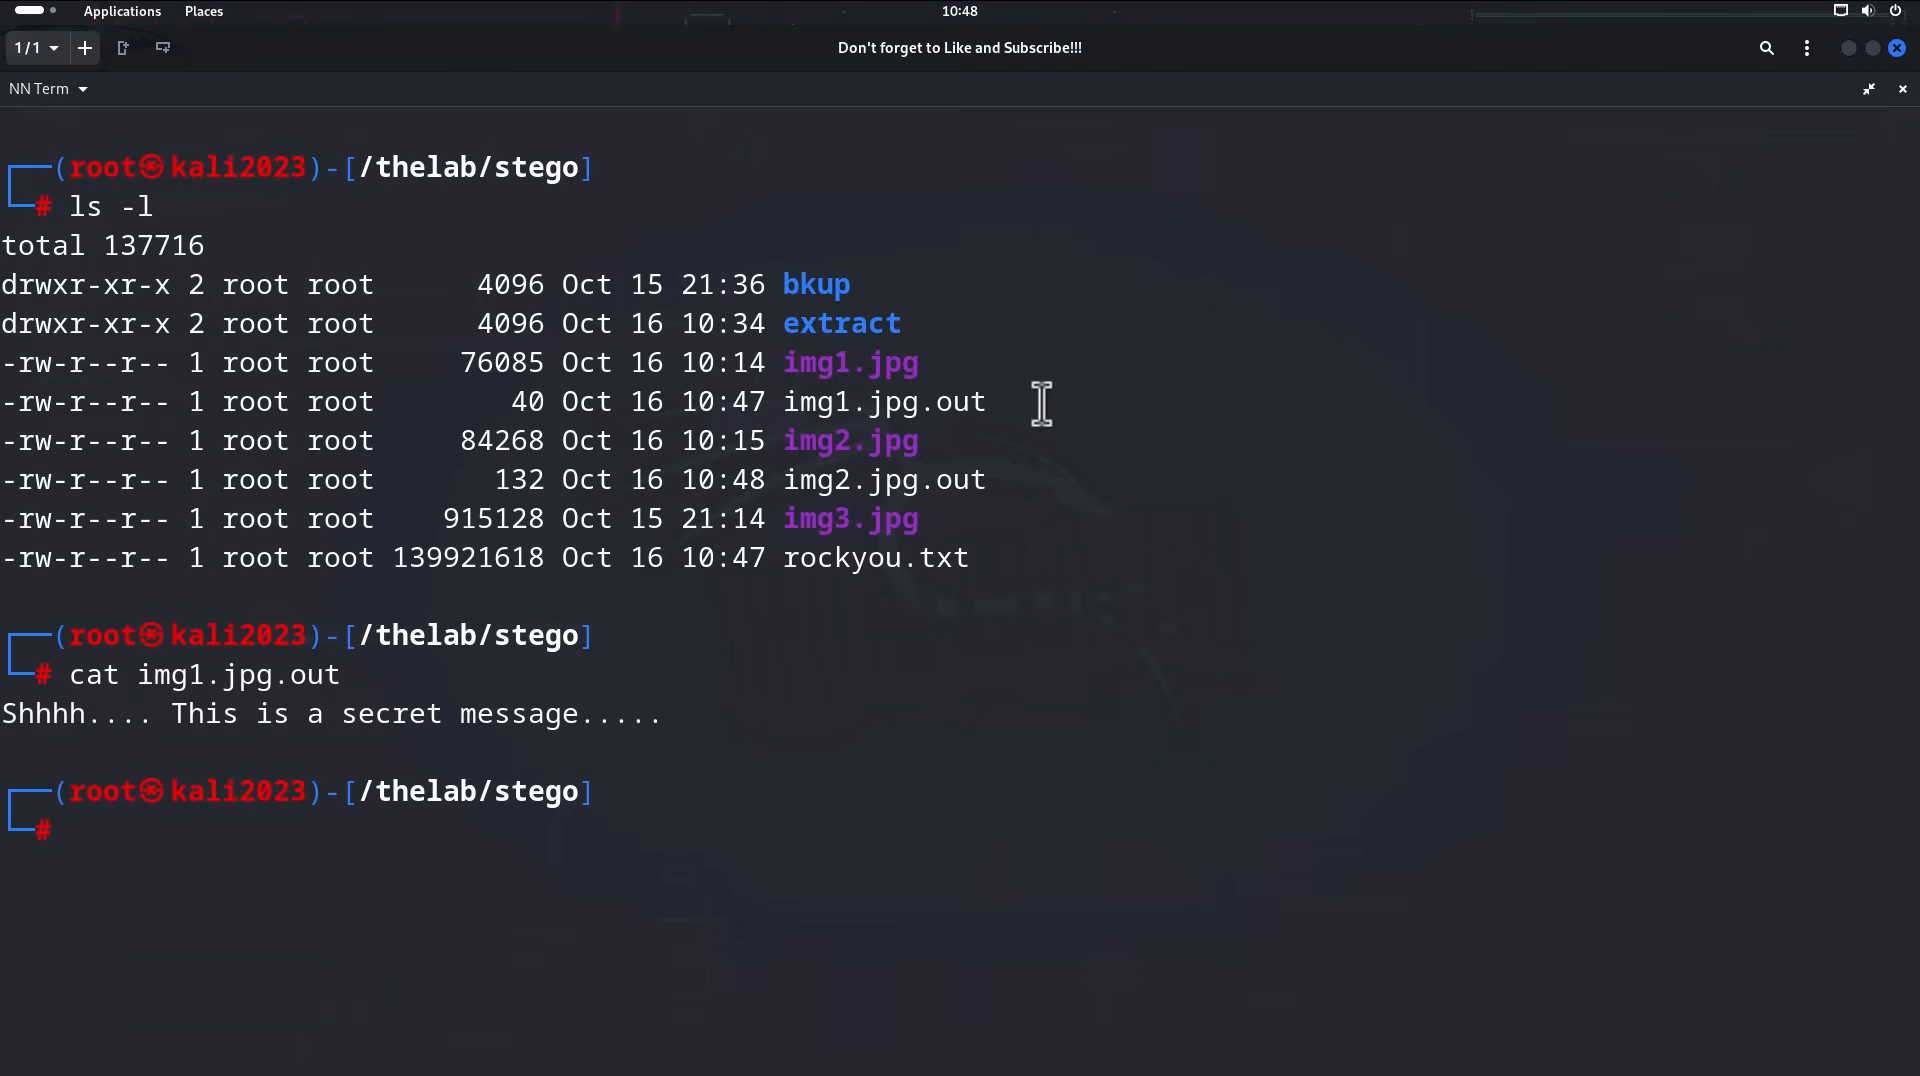 Applications Places 10:48
1/1 Don't forget to Like and Subscribe!!!
NN Term
(root㉿kali2023)-[/thelab/stego]
# ls -l
total 137716
drwxr-xr-x 2 root root 4096 Oct 15 21:36 bkup
drwxr-xr-x 2 root root 4096 Oct 16 10:34 extract
-rw-r--r-- 1 root root 76085 Oct 16 10:14 img1.jpg
-rw-r--r-- 1 root root 40 Oct 16 10:47 img1.jpg.out
-rw-r--r-- 1 root root 84268 Oct 16 10:15 img2.jpg
-rw-r--r-- 1 root root 132 Oct 16 10:48 img2.jpg.out
-rw-r--r-- 1 root root 915128 Oct 15 21:14 img3.jpg
-rw-r--r-- 1 root root 139921618 Oct 16 10:47 rockyou.txt
(root㉿kali2023)-[/thelab/stego]
# cat img1.jpg.out
Shhhh.... This is a secret message.....
(root㉿kali2023)-[/thelab/stego]
#